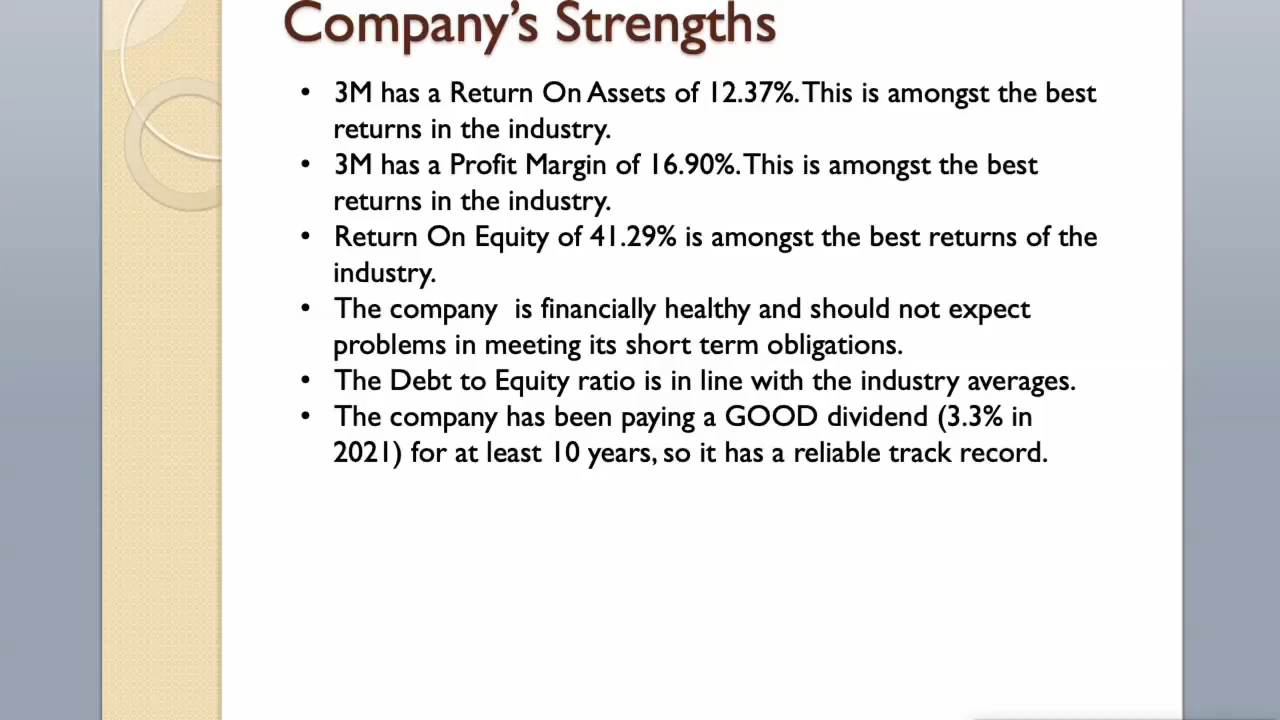 Company's Strengths
• 3M has a Return On Assets of 12.37%. This is amongst the best
returns in the industry.
• 3M has a Profit Margin of 16.90%. This is amongst the best
returns in the industry.
• Return On Equity of 41.29% is amongst the best returns of the
industry.
• The company  is financially healthy and should not expect
problems in meeting its short term obligations.
• The Debt to Equity ratio is in line with the industry averages.
• The company has been paying a GOOD dividend (3.3% in
2021) for at least 10 years, so it has a reliable track record.